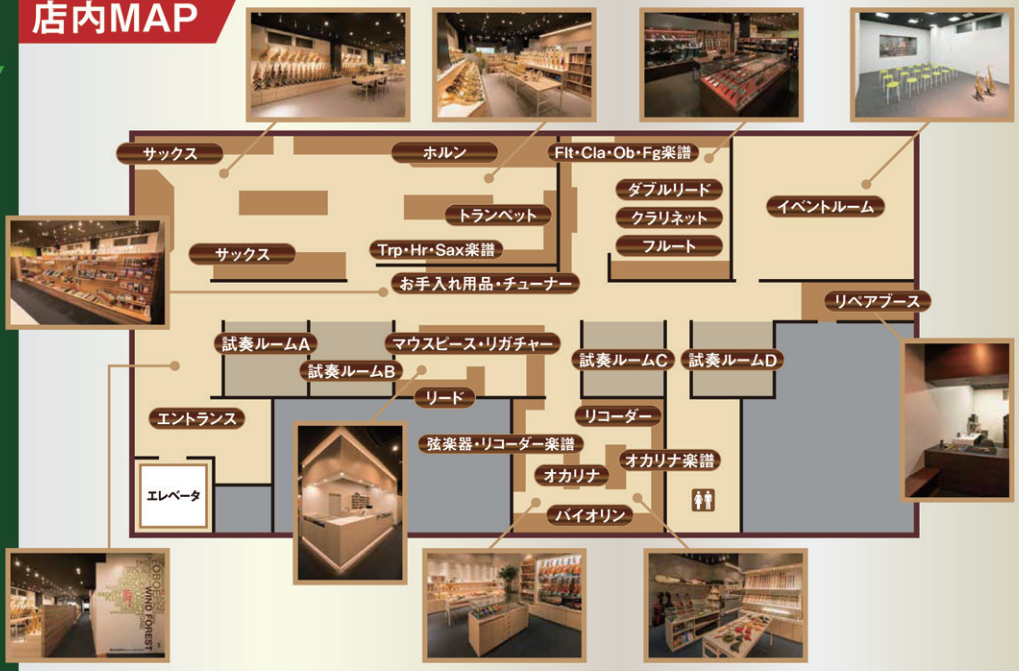 店内MAP
サックス
ホルン
Flt・Cla・Ob・Fg楽譜
ダブルリード
クラリネット
フルート
イベントルーム
トランペット
サックス
Trp・Hr・Sax楽譜
お手入れ用品・チューナー
リペアブース
試奏ルームA
試奏ルームB
マウスピース・リガチャー
試奏ルームC
試奏ルームD
リード
エントランス
リコーダー
弦楽器・リコーダー楽譜
オカリナ
オカリナ楽譜
エレベータ
バイオリン
WIND FOREST